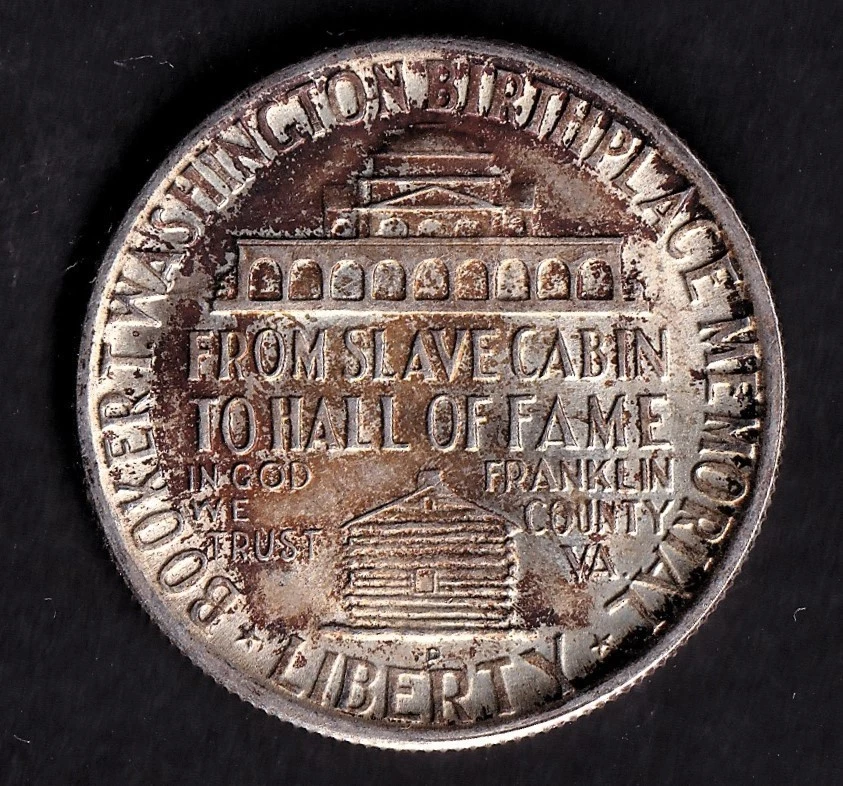 BOOKER T. WASHINGTON BIRTHPLACE MEMORIAL
FROM SLAVE CABIN
TO HALL OF FAME
IN GOD
WE
TRUST
FRANKLIN
COUNTY
VA.
D
LIBERTY